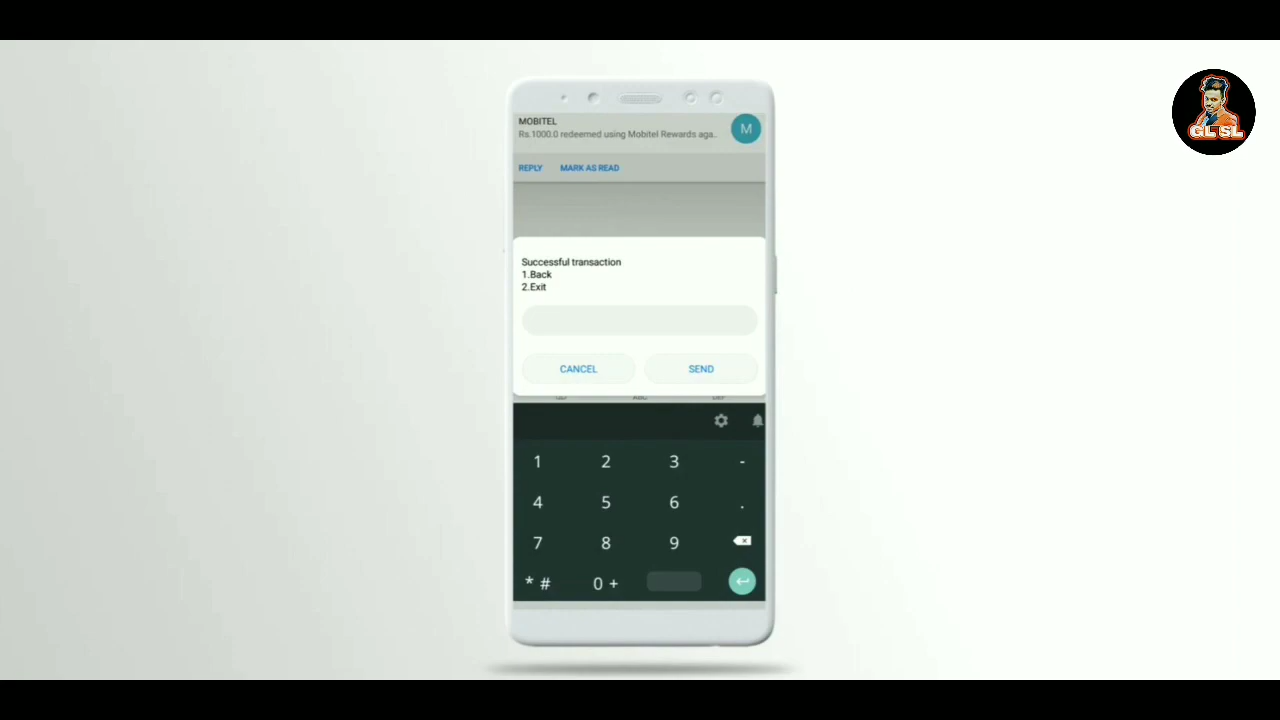 MOBITEL
Rs.1000.0 redeemed using Mobitel Rewards aga..
M
REPLY MARK AS READ
GL SL
Successful transaction
1.Back
2.Exit
CANCEL SEND
ABC
1 2 3 -
4 5 6 .
7 8 9
* # 0 +